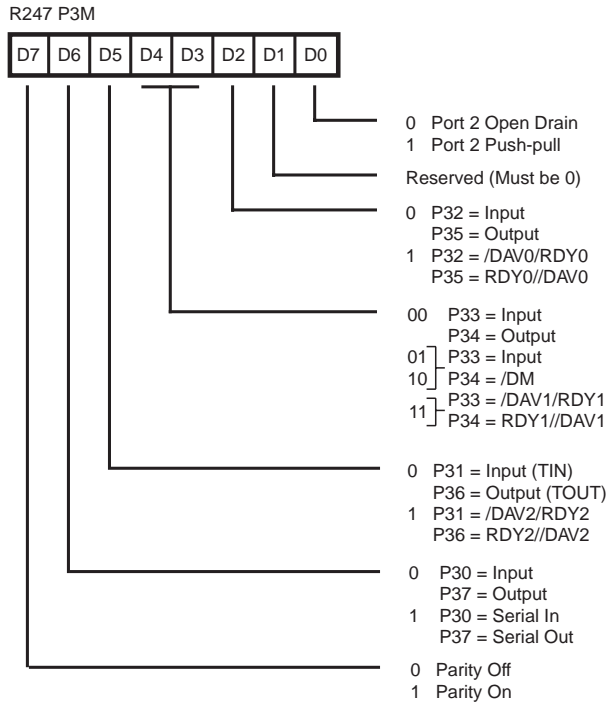 R247 P3M
D7 D6 D5 D4 D3 D2 D1 D0
0 Port 2 Open Drain
1 Port 2 Push-pull
Reserved (Must be 0)
0 P32 = Input
P35 = Output
1 P32 = /DAV0/RDY0
P35 = RDY0//DAV0
00 P33 = Input
P34 = Output
01 P33 = Input
10 P34 = /DM
11 P33 = /DAV1/RDY1
P34 = RDY1//DAV1
0 P31 = Input (TIN)
P36 = Output (TOUT)
1 P31 = /DAV2/RDY2
P36 = RDY2//DAV2
0 P30 = Input
P37 = Output
1 P30 = Serial In
P37 = Serial Out
0 Parity Off
1 Parity On